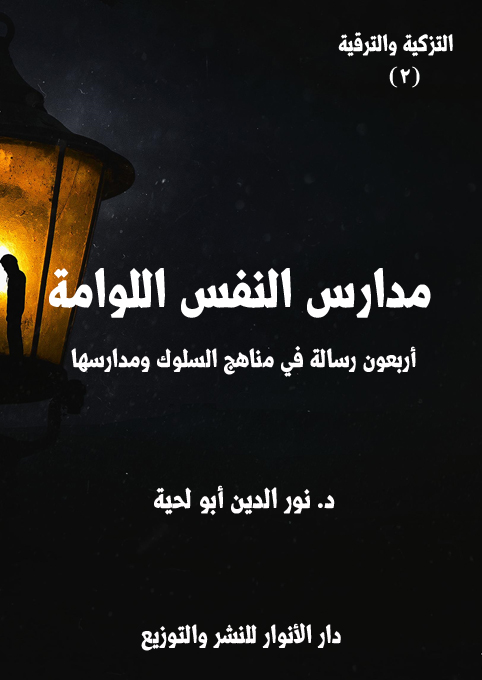 التزكية والترقية
(٢)
مدارس النفس اللوامة
أربعون رسالة في مناهج السلوك ومدارسها
د. نور الدين أبو لحية
دار الأنوار للنشر والتوزيع